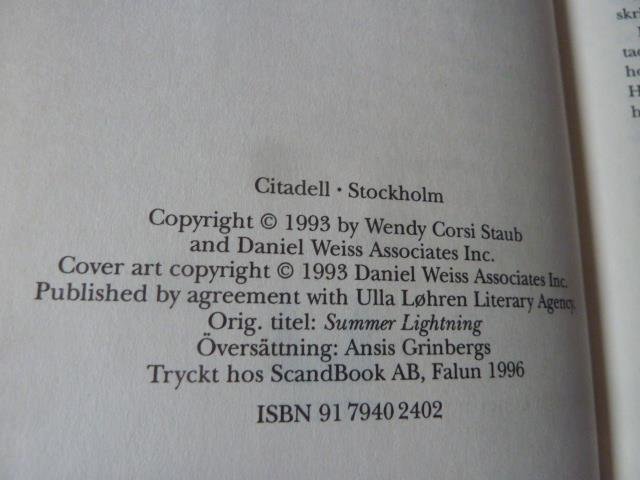 Citadell • Stockholm
Copyright © 1993 by Wendy Corsi Staub
and Daniel Weiss Associates Inc.
Cover art copyright © 1993 Daniel Weiss Associates Inc.
Published by agreement with Ulla Løhren Literary Agency.
Orig. titel: Summer Lightning
Översättning: Ansis Grinbergs
Tryckt hos ScandBook AB, Falun 1996
ISBN 91 7940 2402